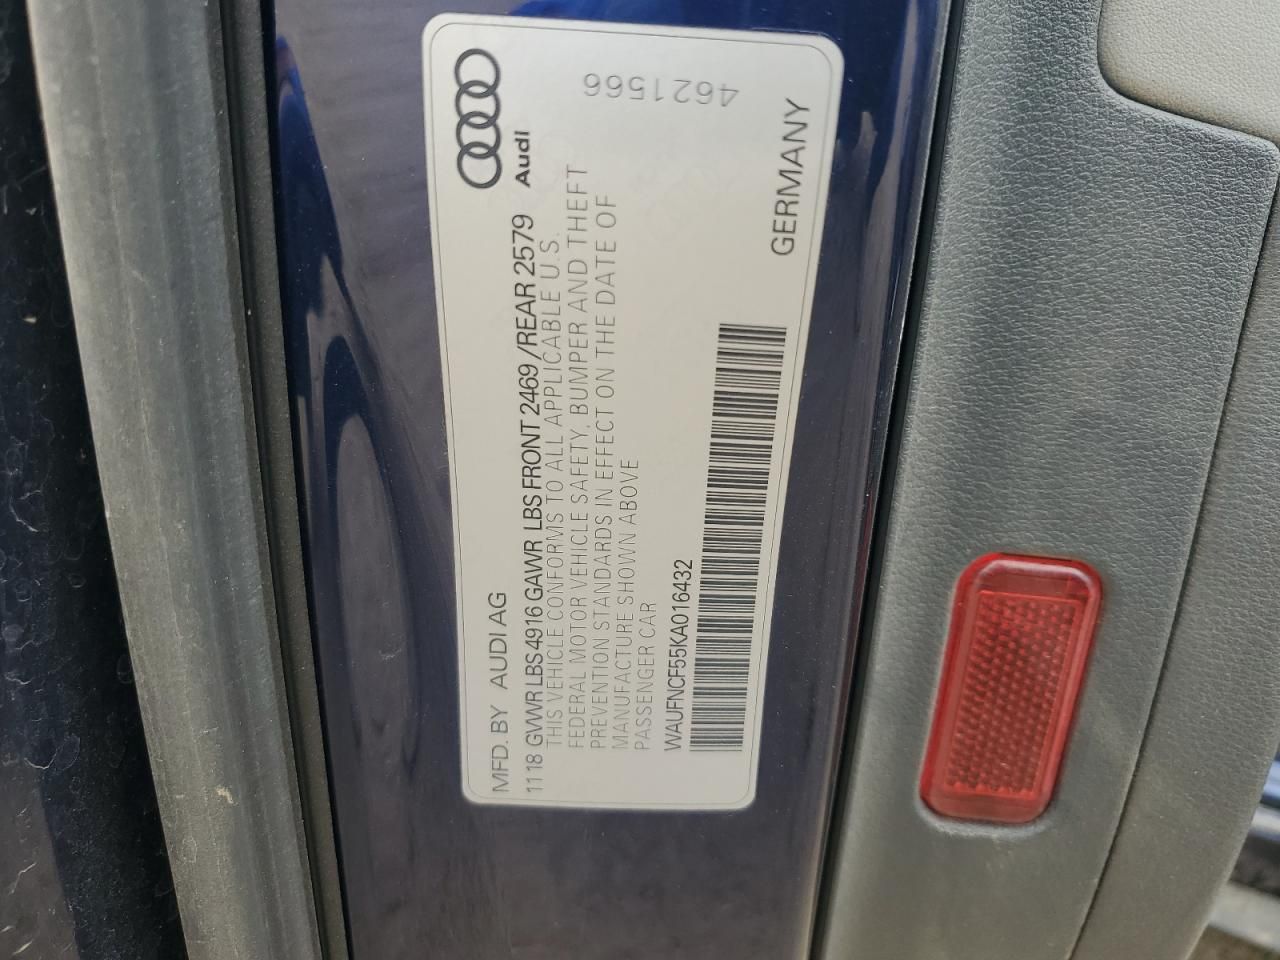 MFD. BY AUDI AG
1118 GVWR LBS4916 GAWR LBS FRONT 2469/REAR 2579
THIS VEHICLE CONFORMS TO ALL APPLICABLE U.S.
FEDERAL MOTOR VEHICLE SAFETY, BUMPER AND THEFT
PREVENTION STANDARDS IN EFFECT ON THE DATE OF
MANUFACTURE SHOWN ABOVE
PASSENGER CAR
WAUFNCF55KA016432
Audi
4621566
GERMANY